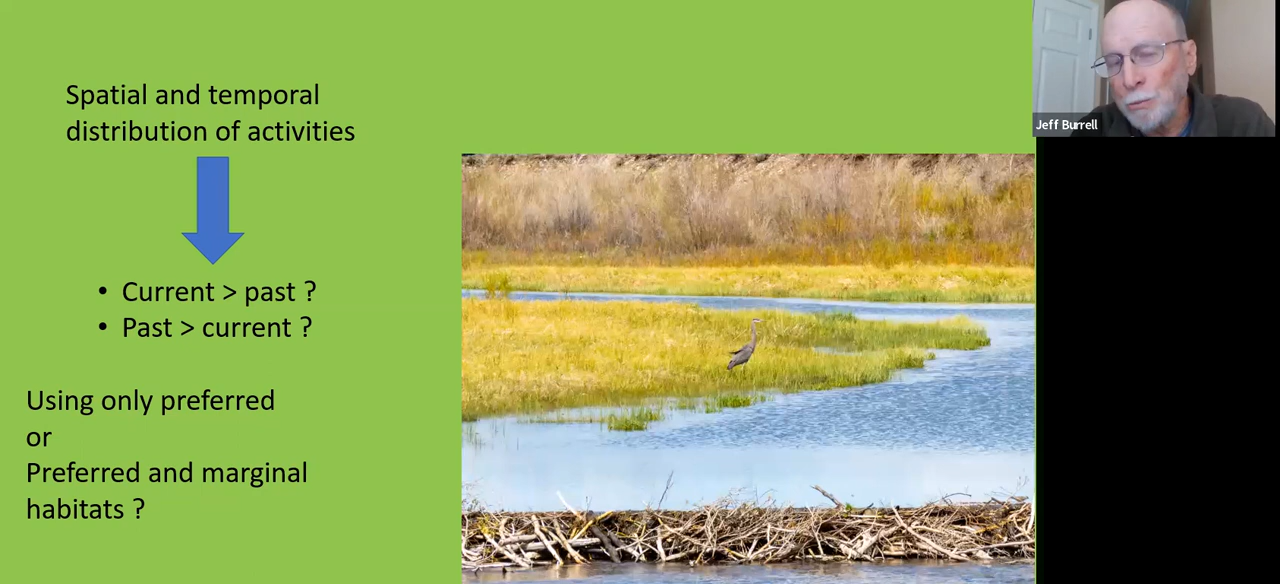 Spatial and temporal
distribution of activities
• Current > past ?
• Past > current ?
Using only preferred
or
Preferred and marginal
habitats ?
Jeff Burrell